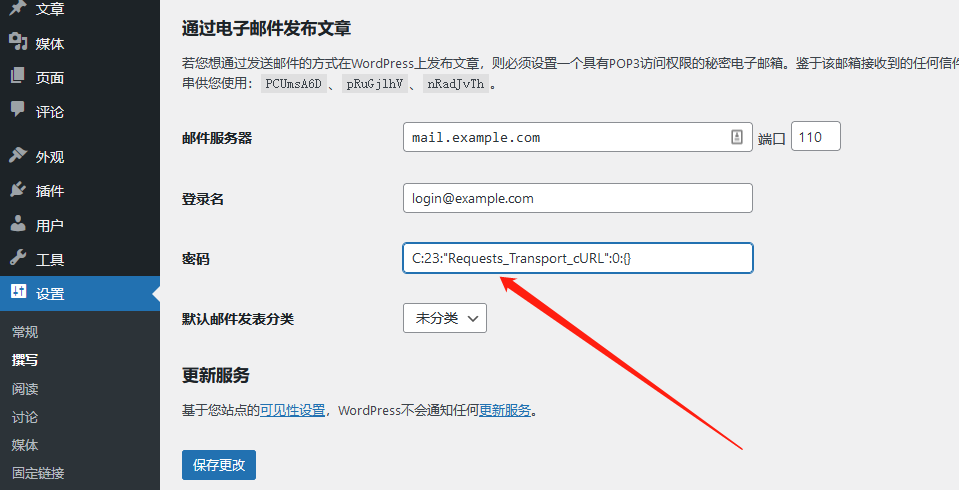 文章
媒体
页面
评论
外观
插件
用户
工具
设置
常规
撰写
阅读
讨论
媒体
固定链接
通过电子邮件发布文章
若您想通过发送邮件的方式在WordPress上发布文章，则必须设置一个具有POP3访问权限的秘密电子邮箱。鉴于该邮箱接收到的任何信件
串供您使用： PCUmsA6D 、 pRuGjlhV 、 nRadJvTh 。
邮件服务器 mail.example.com 端口 110
登录名 login@example.com
密码 C:23:"Requests_Transport_cURL":0:{}
默认邮件发表分类 未分类
更新服务
基于您站点的可见性设置，WordPress不会通知任何更新服务。
保存更改